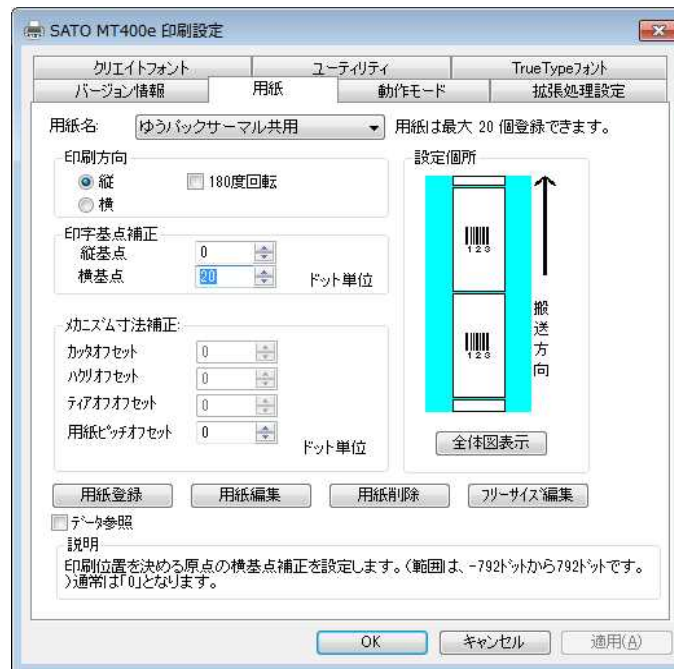 SATO MT400e 印刷設定
クリエイトフォント ユーティリティ TrueTypeフォント
バージョン情報 用紙 動作モード 拡張処理設定
用紙名: ゆうパックサーマル共用 用紙は最大 20 個登録できます。
印刷方向
縦 180度回転
横
印字基点補正
縦基点 0
横基点 20 ドット単位
メカニズム寸法補正:
カッタオフセット 0
ハクリオフセット 0
ティアオフオフセット 0
用紙ピッチオフセット 0
ドット単位
設定個所
123
123
搬送方向
全体図表示
用紙登録 用紙編集 用紙削除 フリーサイズ編集
データ参照
説明
印刷位置を決める原点の横基点補正を設定します。(範囲は、-792ドットから792ドットです。
)通常は「0」となります。
OK キャンセル 適用(A)